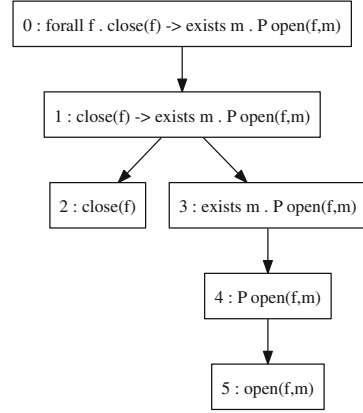 0 : forall f . close(f) -> exists m . P open(f,m)
1 : close(f) -> exists m . P open(f,m)
2 : close(f)
3 : exists m . P open(f,m)
4 : P open(f,m)
5 : open(f,m)